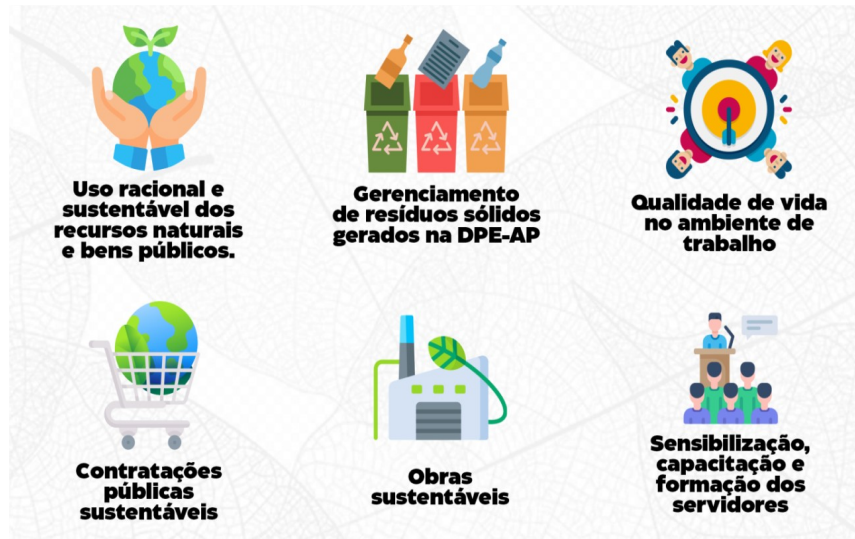 Uso racional e
sustentável dos
recursos naturais
e bens públicos.
Gerenciamento
de resíduos sólidos
gerados na DPE-AP
Qualidade de vida
no ambiente de
trabalho
Contratações
públicas
sustentáveis
Obras
sustentáveis
Sensibilização,
capacitação e
formação dos
servidores